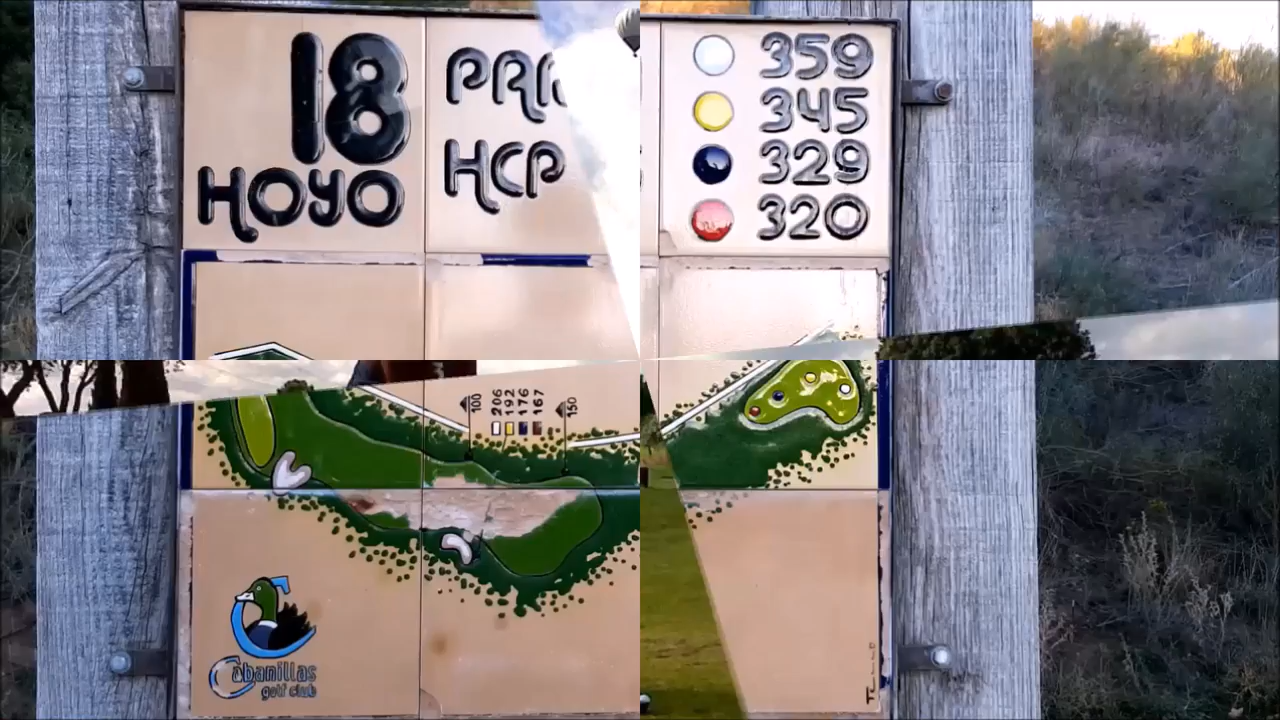 18
HOYO
PAR
HCP
359
345
329
320
100
206
192
176
167
150
Cabanillas
golf club